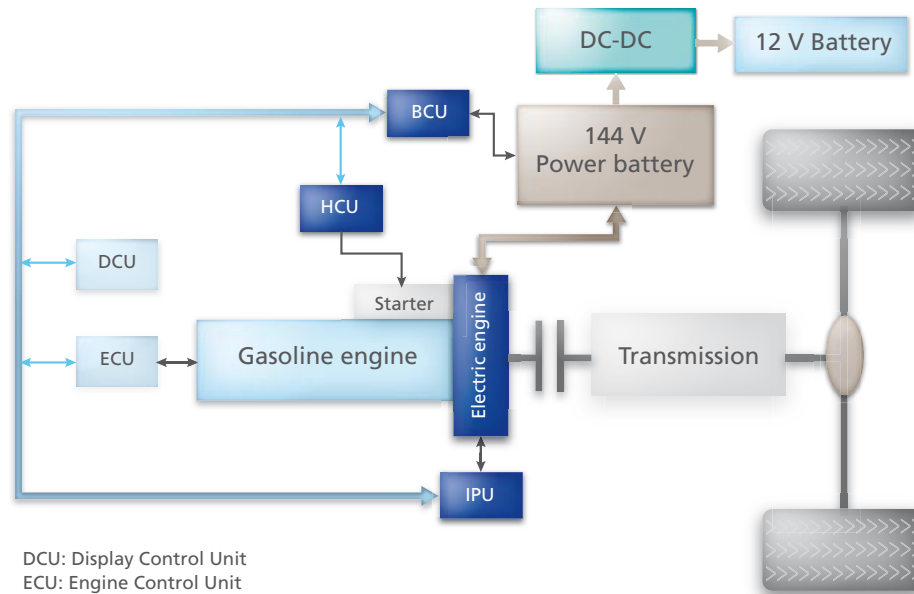 DC-DC
12 V Battery
BCU
144 V
Power battery
HCU
DCU
Starter
ECU
Gasoline engine
Electric engine
Transmission
IPU
DCU: Display Control Unit
ECU: Engine Control Unit